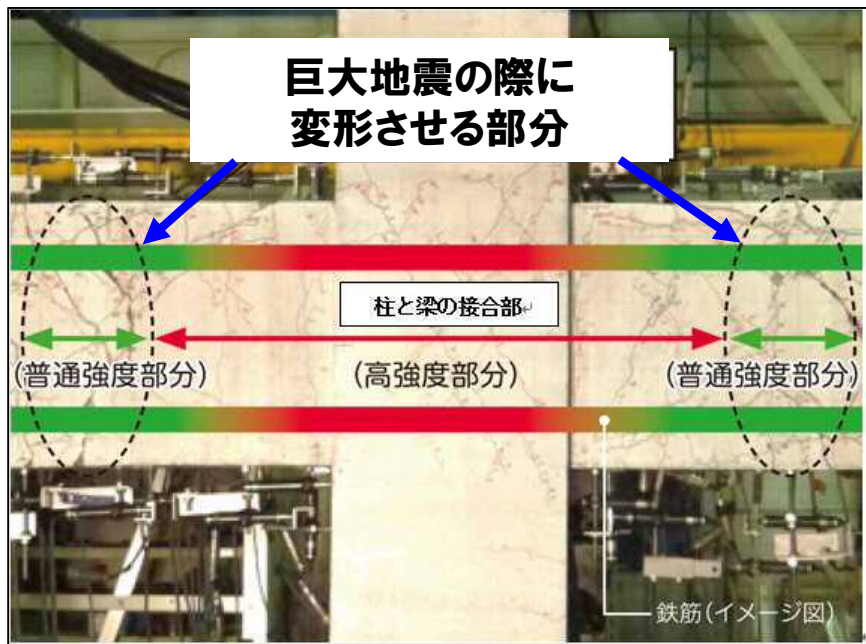 巨大地震の際に
変形させる部分
柱と梁の接合部
(普通強度部分)
(高強度部分)
(普通強度部分)
鉄筋(イメージ図)